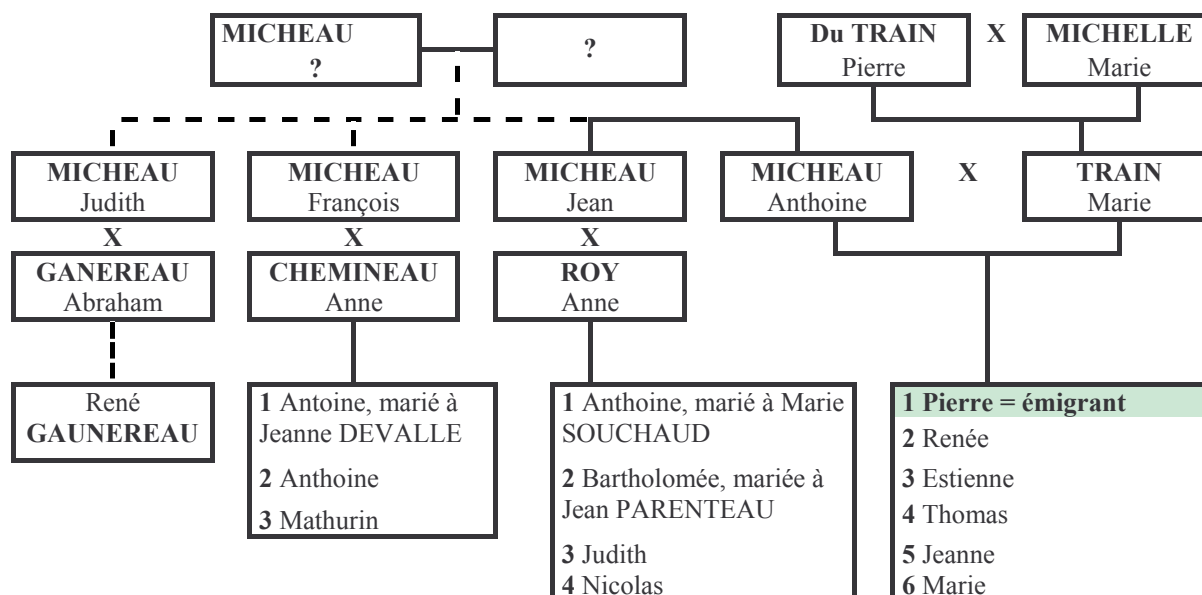 MICHEAU
?
?
Du TRAIN
Pierre
X
MICHELLE
Marie
MICHEAU
Judith
MICHEAU
François
MICHEAU
Jean
MICHEAU
Anthoine
X
TRAIN
Marie
X
X
X
GANEREAU
Abraham
CHEMINEAU
Anne
ROY
Anne
René
GAUNEREAU
1 Antoine, marié à
Jeanne DEVALLE
2 Anthoine
3 Mathurin
1 Anthoine, marié à Marie
SOUCHAUD
2 Bartholomée, mariée à
Jean PARENTEAU
3 Judith
4 Nicolas
1 Pierre = émigrant
2 Renée
3 Estienne
4 Thomas
5 Jeanne
6 Marie